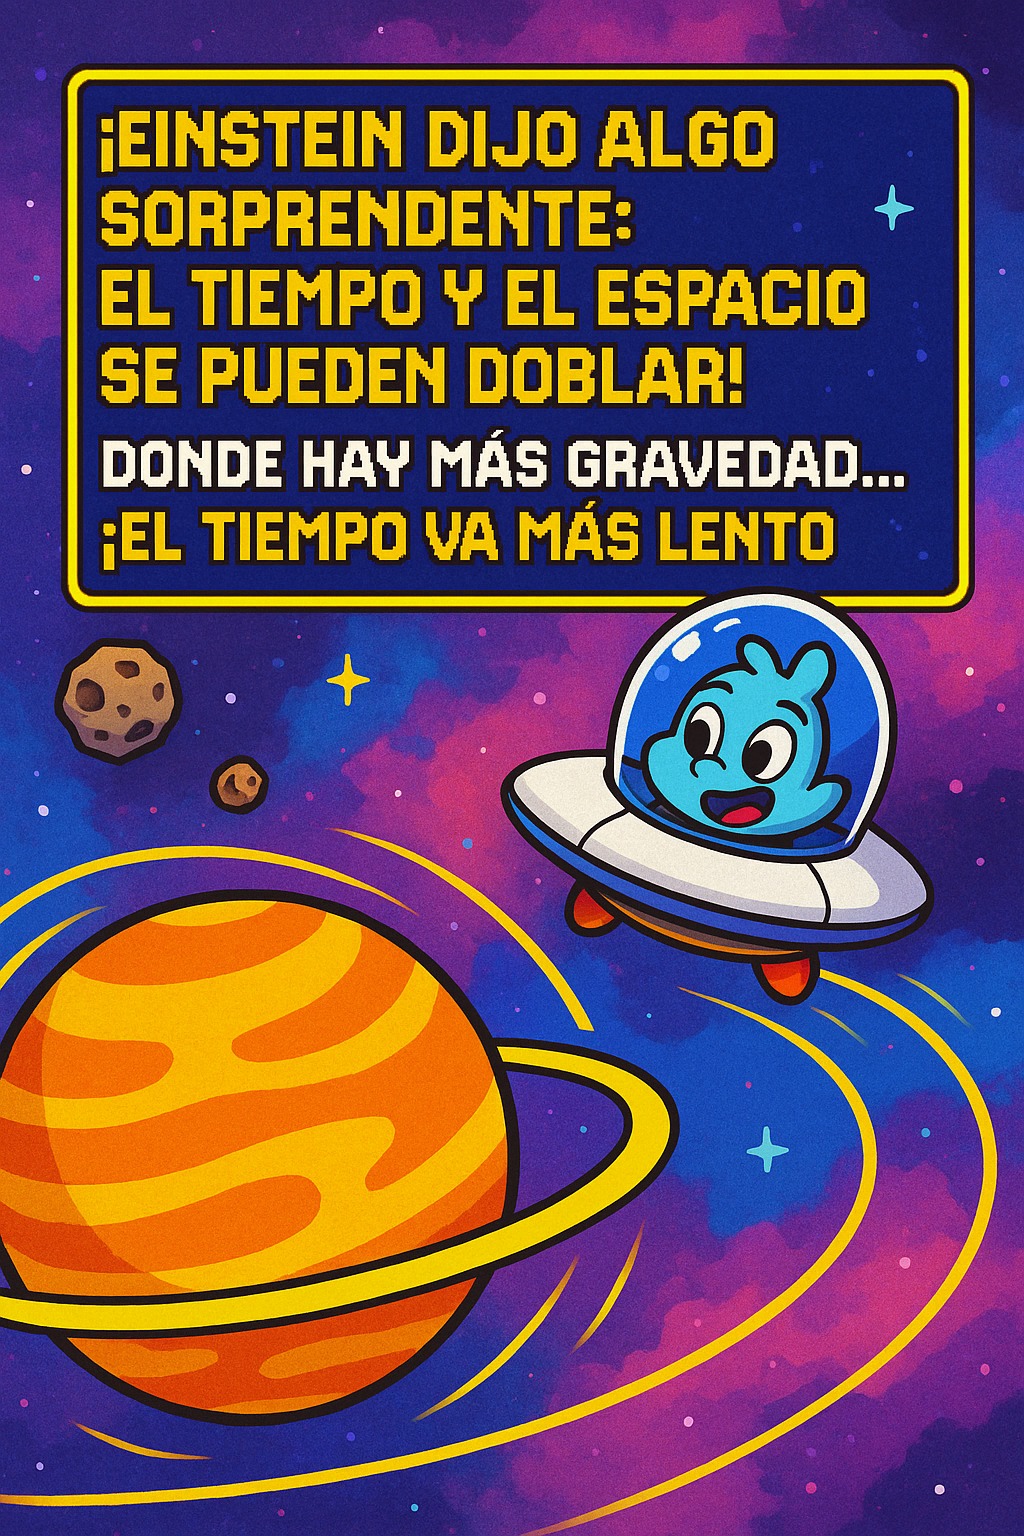 ¡EINSTEIN DIJO ALGO
SORPRENDENTE:
EL TIEMPO Y EL ESPACIO
SE PUEDEN DOBLAR!
DONDE HAY MÁS GRAVEDAD...
¡EL TIEMPO VA MÁS LENTO